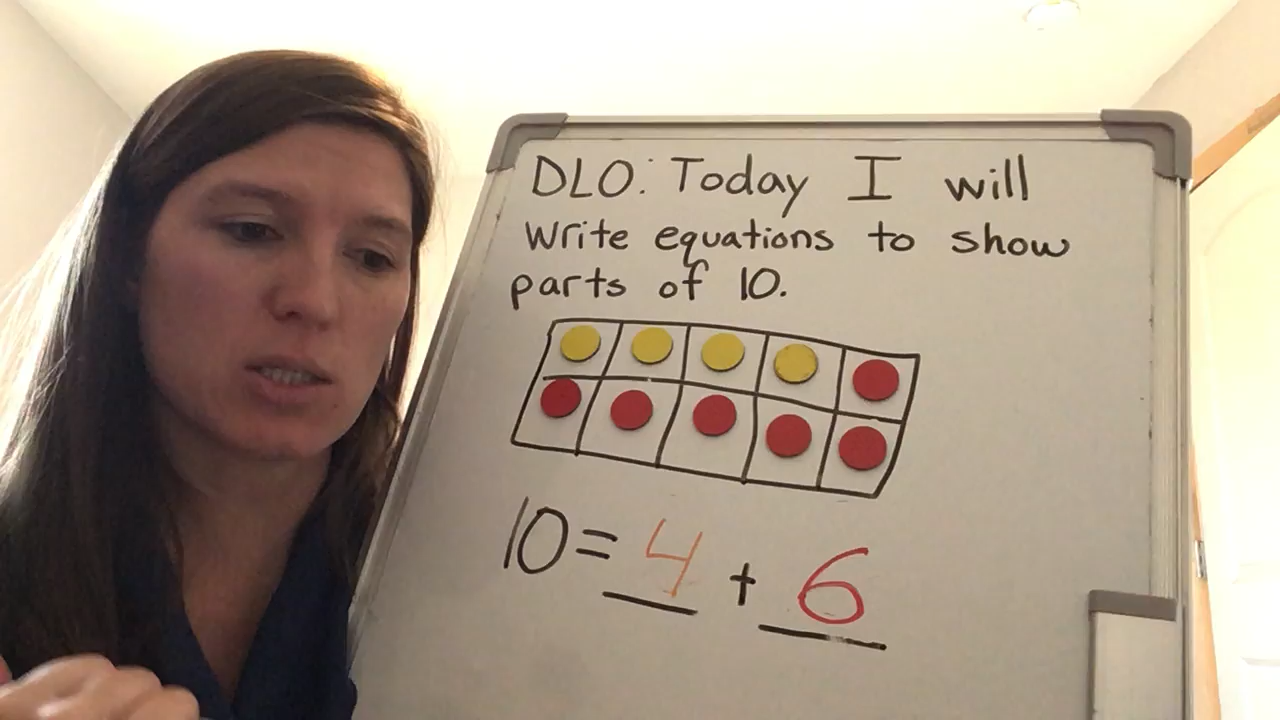 DLO: Today I will
write equations to show
parts of 10.
10 = 4 + 6